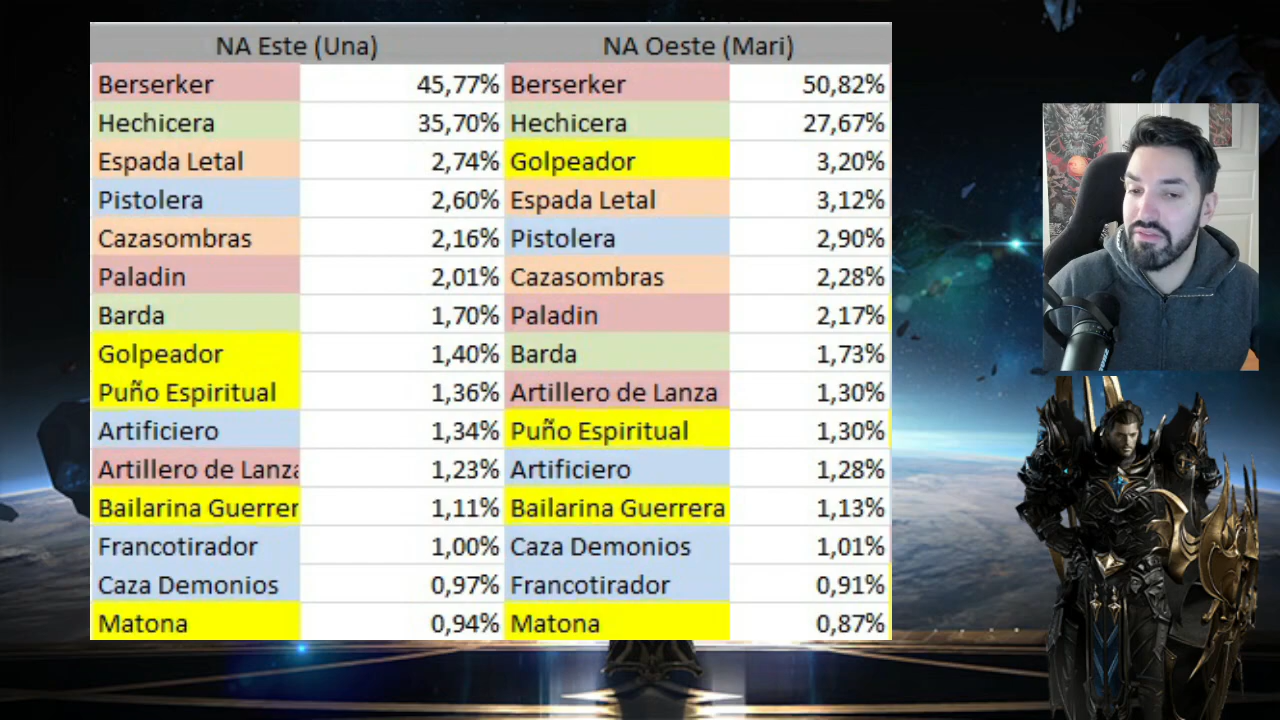 NA Este (Una) NA Oeste (Mari)
Berserker 45,77% Berserker 50,82%
Hechicera 35,70% Hechicera 27,67%
Espada Letal 2,74% Golpeador 3,20%
Pistolera 2,60% Espada Letal 3,12%
Cazasombras 2,16% Pistolera 2,90%
Paladin 2,01% Cazasombras 2,28%
Barda 1,70% Paladin 2,17%
Golpeador 1,40% Barda 1,73%
Puño Espiritual 1,36% Artillero de Lanza 1,30%
Artificiero 1,34% Puño Espiritual 1,30%
Artillero de Lanza 1,23% Artificiero 1,28%
Bailarina Guerrer 1,11% Bailarina Guerrera 1,13%
Francotirador 1,00% Caza Demonios 1,01%
Caza Demonios 0,97% Francotirador 0,91%
Matona 0,94% Matona 0,87%